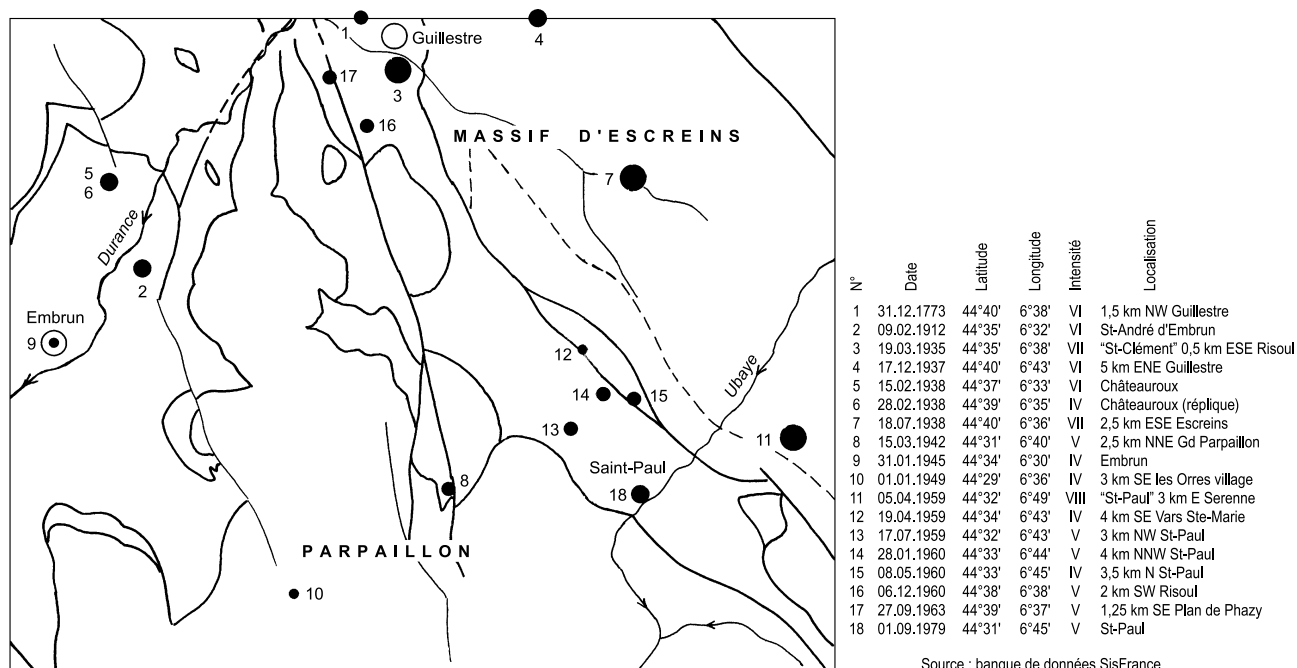 1
Guillestre
4
17
3
16
MASSIF D'ESCREINS
5
6
7
Durance
2
Embrun
9
12
Ubaye
14
15
13
11
Saint-Paul
8
18
PARPAILLON
10
N° Date Latitude Longitude Intensité Localisation
1 31.12.1773 44°40' 6°38' VI 1,5 km NW Guillestre
2 09.02.1912 44°35' 6°32' VI St-André d'Embrun
3 19.03.1935 44°35' 6°38' VII "St-Clément" 0,5 km ESE Risoul
4 17.12.1937 44°40' 6°43' VI 5 km ENE Guillestre
5 15.02.1938 44°37' 6°33' VI Châteauroux
6 28.02.1938 44°39' 6°35' IV Châteauroux (réplique)
7 18.07.1938 44°40' 6°36' VII 2,5 km ESE Escreins
8 15.03.1942 44°31' 6°40' V 2,5 km NNE Gd Parpaillon
9 31.01.1945 44°34' 6°30' IV Embrun
10 01.01.1949 44°29' 6°36' IV 3 km SE les Orres village
11 05.04.1959 44°32' 6°49' VIII "St-Paul" 3 km E Serenne
12 19.04.1959 44°34' 6°43' IV 4 km SE Vars Ste-Marie
13 17.07.1959 44°32' 6°43' V 3 km NW St-Paul
14 28.01.1960 44°33' 6°44' V 4 km NNW St-Paul
15 08.05.1960 44°33' 6°45' IV 3,5 km N St-Paul
16 06.12.1960 44°38' 6°38' V 2 km SW Risoul
17 27.09.1963 44°39' 6°37' V 1,25 km SE Plan de Phazy
18 01.09.1979 44°31' 6°45' V St-Paul
Source : banque de données SisFrance